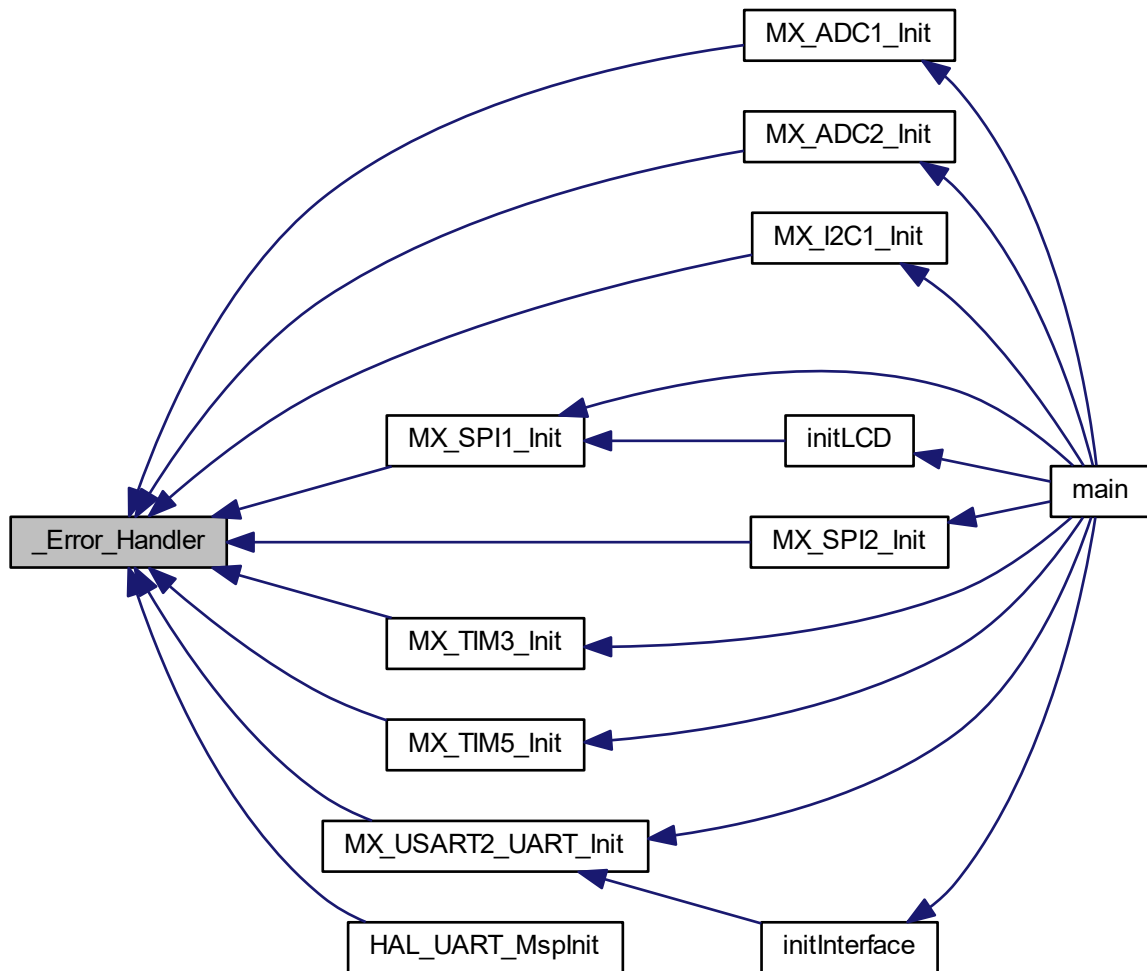 MX_ADC1_Init
MX_ADC2_Init
MX_I2C1_Init
MX_SPI1_Init
initLCD
main
_Error_Handler
MX_SPI2_Init
MX_TIM3_Init
MX_TIM5_Init
MX_USART2_UART_Init
HAL_UART_MspInit
initInterface